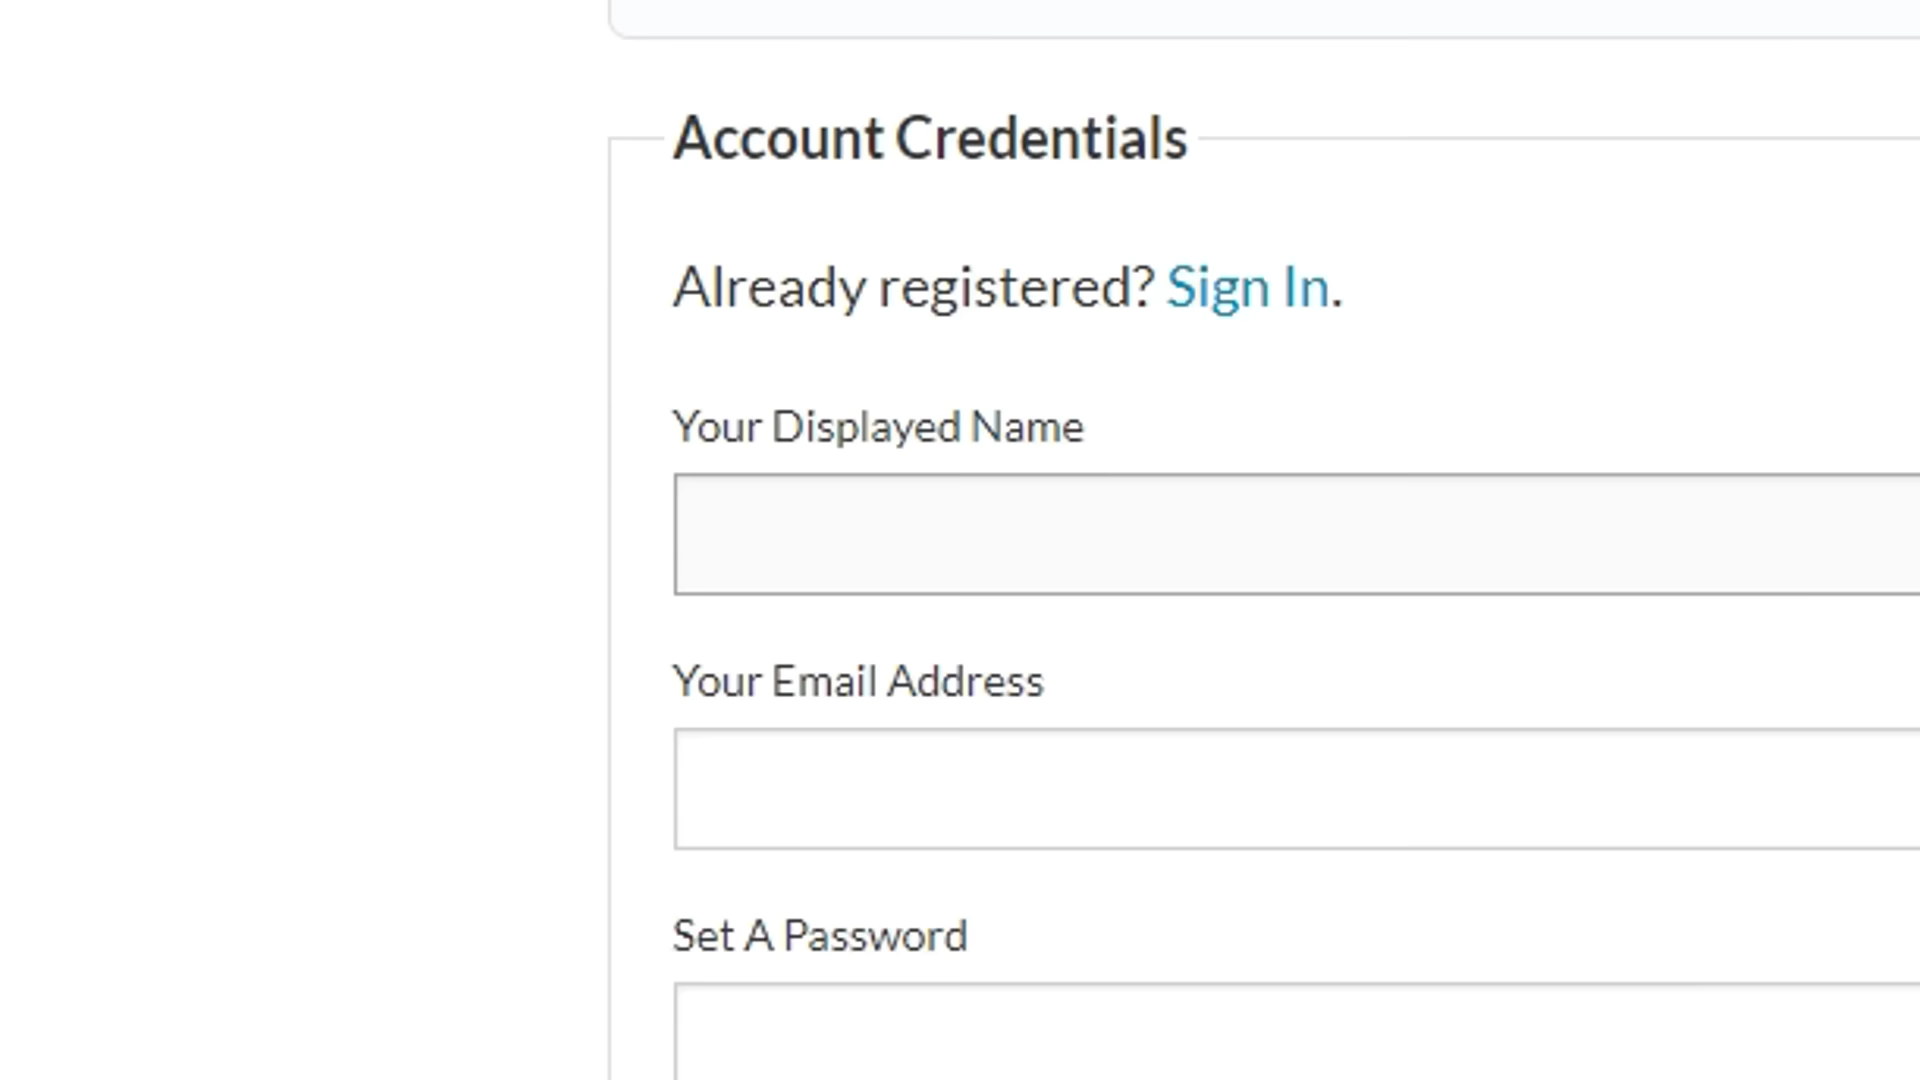 Account Credentials
Already registered? Sign In.
Your Displayed Name
Your Email Address
Set A Password